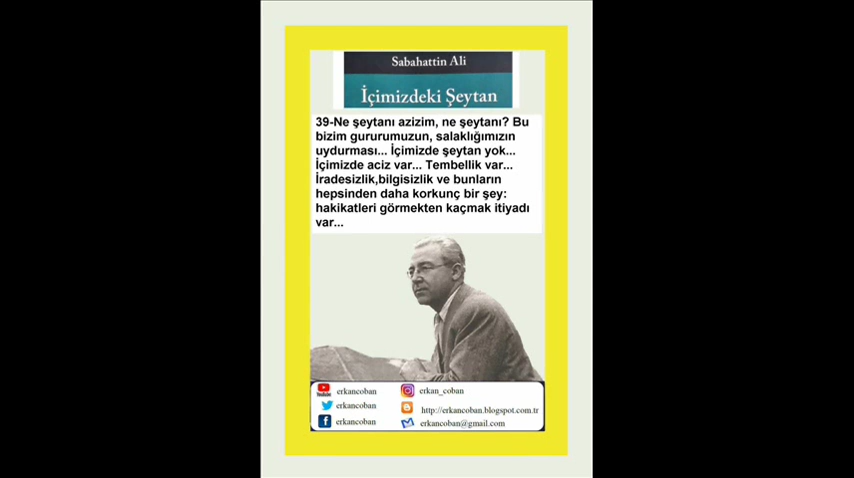 Sabahattin Ali
İçimizdeki Şeytan
39-Ne şeytanı azizim, ne şeytanı? Bu
bizim gururumuzun, salaklığımızın
uydurması... İçimizde şeytan yok...
İçimizde aciz var... Tembellik var...
İradesizlik,bilgisizlik ve bunların
hepsinden daha korkunç bir şey:
hakikatleri görmekten kaçmak itiyadı
var...
YouTube erkancoban
erkan_coban
erkancoban
http://erkancoban.blogspot.com.tr
erkancoban
erkancoban@gmail.com